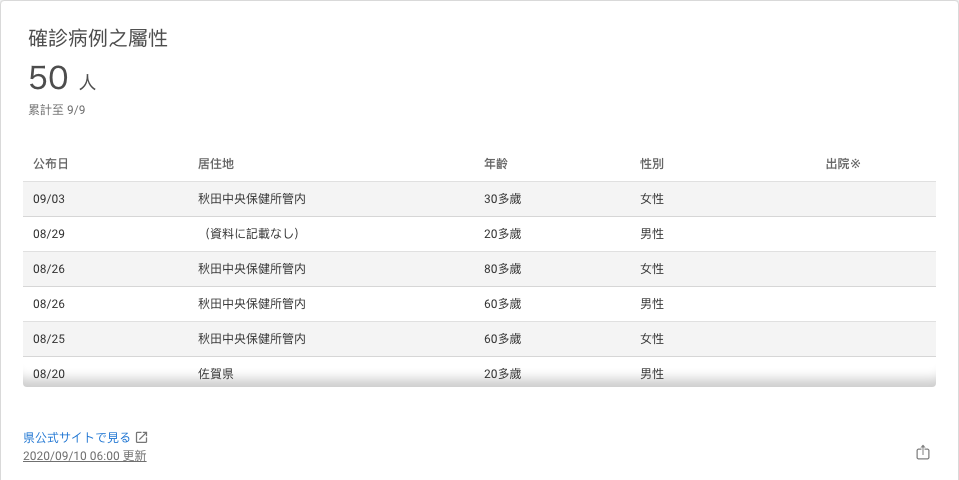 確診病例之屬性
50 人
累計至 9/9
公布日 居住地 年齡 性別 出院※
09/03 秋田中央保健所管内 30多歲 女性
08/29 （資料に記載なし） 20多歲 男性
08/26 秋田中央保健所管内 80多歲 女性
08/26 秋田中央保健所管内 60多歲 男性
08/25 秋田中央保健所管内 60多歲 女性
08/20 佐賀県 20多歲 男性
県公式サイトで見る
2020/09/10 06:00 更新